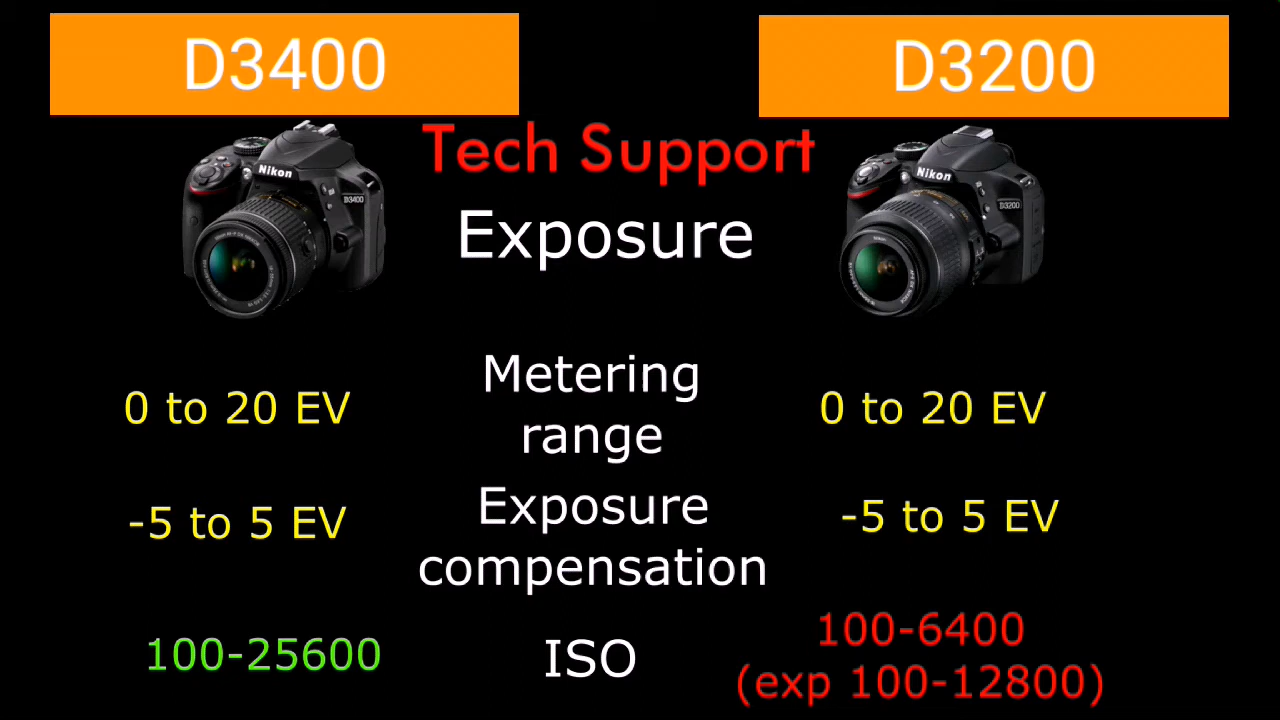 D3400
D3200
Tech Support
Nikon
D3400
Nikon
D3200
Exposure
0 to 20 EV
Metering
range
0 to 20 EV
-5 to 5 EV
Exposure
compensation
-5 to 5 EV
100-25600
ISO
100-6400
(exp 100-12800)